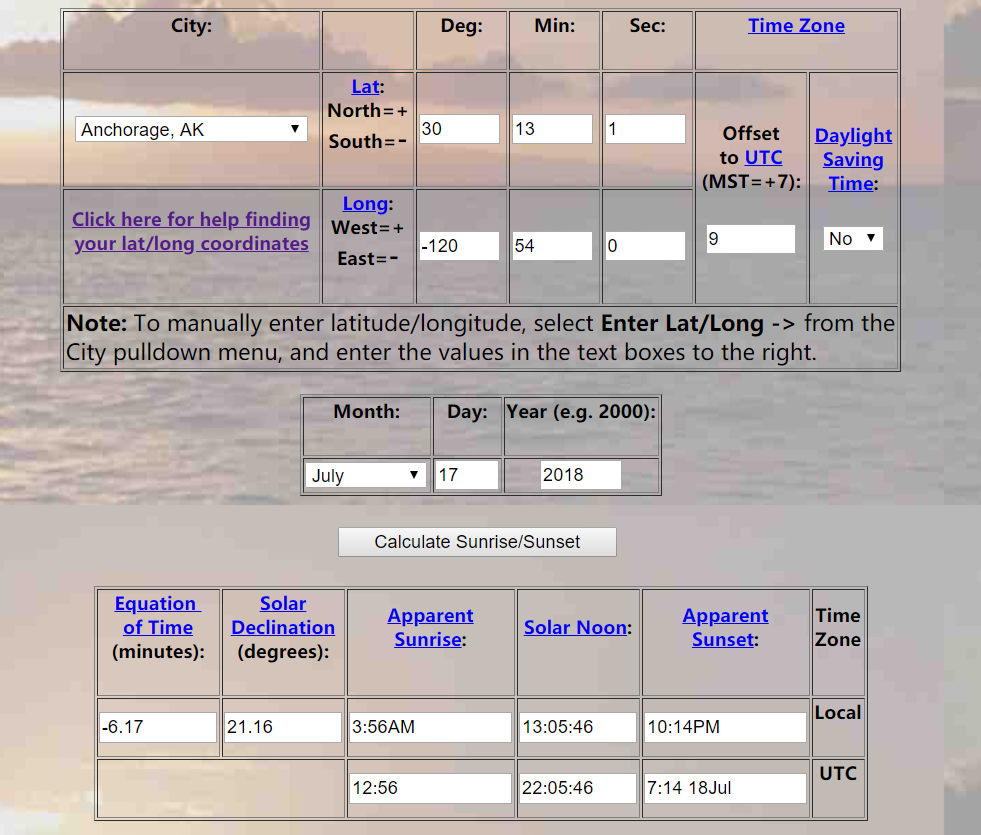 City: Deg: Min: Sec: Time Zone
Anchorage, AK
Lat:
North=+
South=-
30 13 1
Offset
to UTC
(MST=+7):
9
Daylight
Saving
Time:
No
Click here for help finding
your lat/long coordinates
Long:
West=+
East=-
-120 54 0
Note: To manually enter latitude/longitude, select Enter Lat/Long -> from the
City pulldown menu, and enter the values in the text boxes to the right.
Month: Day: Year (e.g. 2000):
July 17 2018
Calculate Sunrise/Sunset
Equation
of Time
(minutes):
Solar
Declination
(degrees):
Apparent
Sunrise:
Solar Noon:
Apparent
Sunset:
Time
Zone
-6.17 21.16 3:56AM 13:05:46 10:14PM Local
12:56 22:05:46 7:14 18Jul UTC